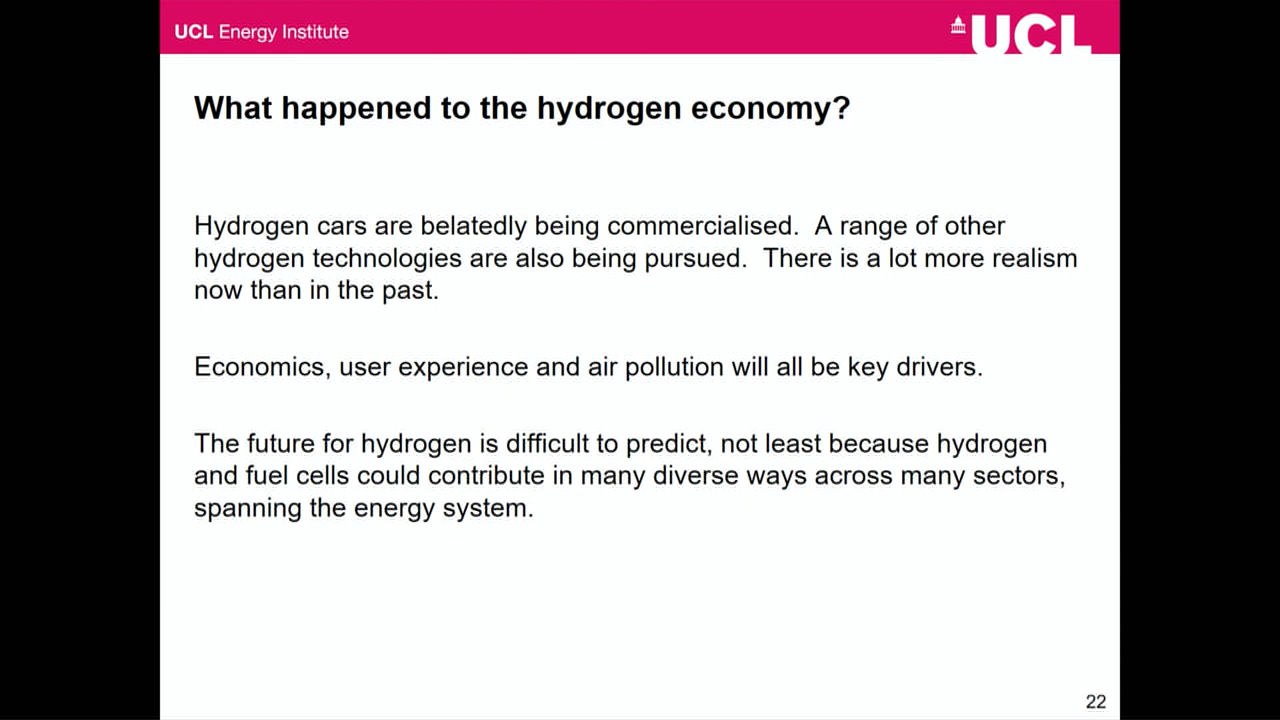 UCL Energy Institute
UCL
What happened to the hydrogen economy?
Hydrogen cars are belatedly being commercialised.  A range of other
hydrogen technologies are also being pursued.  There is a lot more realism
now than in the past.
Economics, user experience and air pollution will all be key drivers.
The future for hydrogen is difficult to predict, not least because hydrogen
and fuel cells could contribute in many diverse ways across many sectors,
spanning the energy system.
22